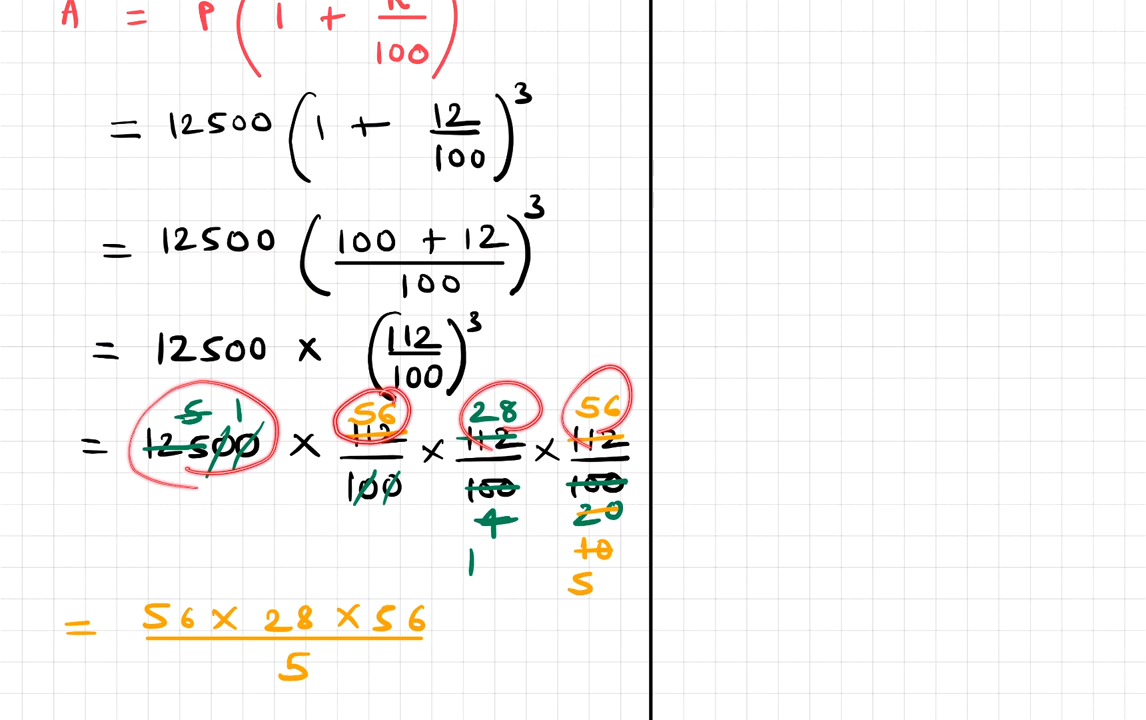 A = P ( 1 + R/100 )
= 12500 ( 1 + 12/100 )³
= 12500 ( 100 + 12 / 100 )³
= 12500 × ( 112/100 )³
5 1 56 28 56
= 12500 × 112/100 × 112/100 × 112/100
4 20
1 10
5
= 56 × 28 × 56 / 5